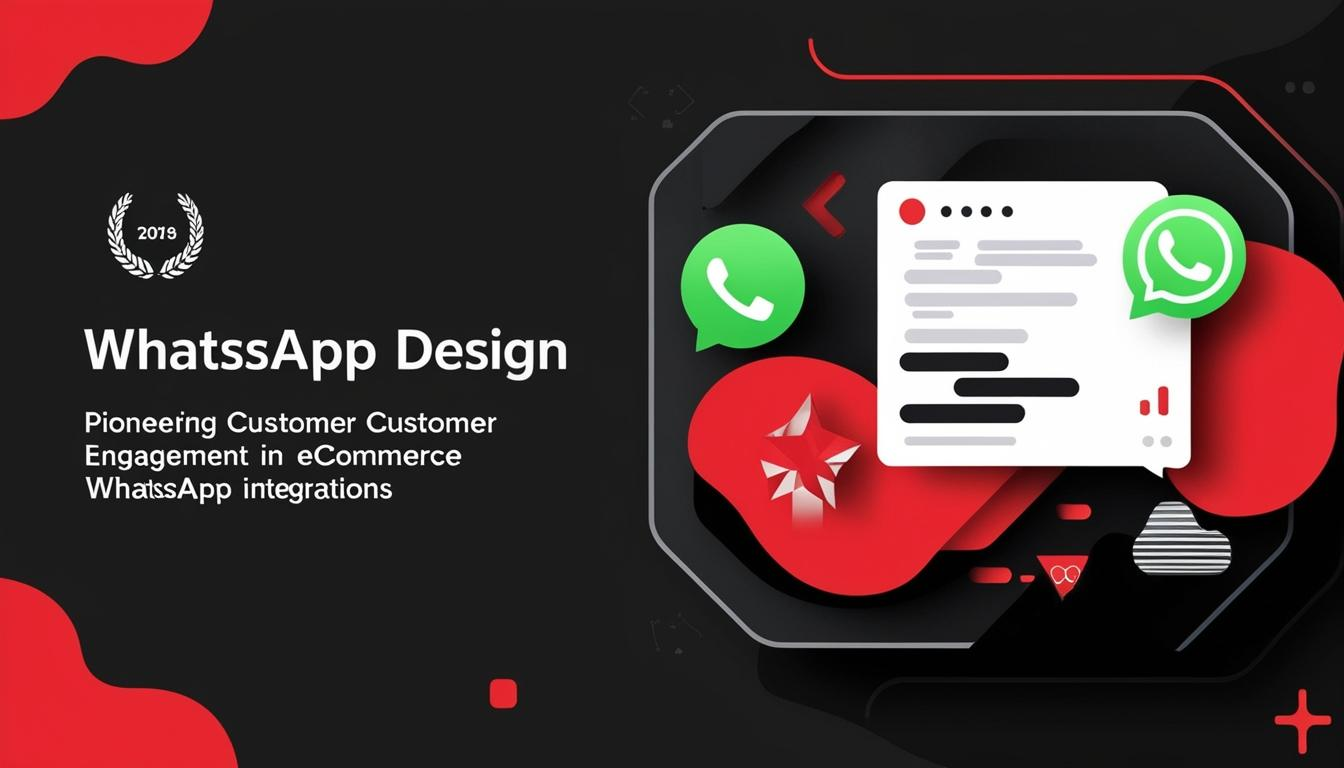 2019
WhatssApp Design
Pioneering Customer Customer
Engagement in eCommerce
WhatssApp integrations